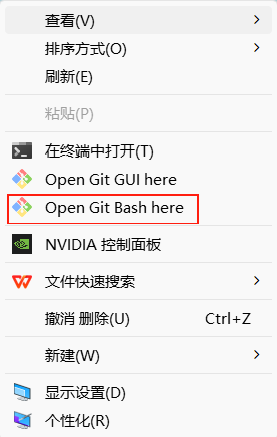 查看(V)
排序方式(O)
刷新(E)
粘贴(P)
在终端中打开(T)
Open Git GUI here
Open Git Bash here
NVIDIA 控制面板
文件快速搜索
撤消 删除(U) Ctrl+Z
新建(W)
显示设置(D)
个性化(R)